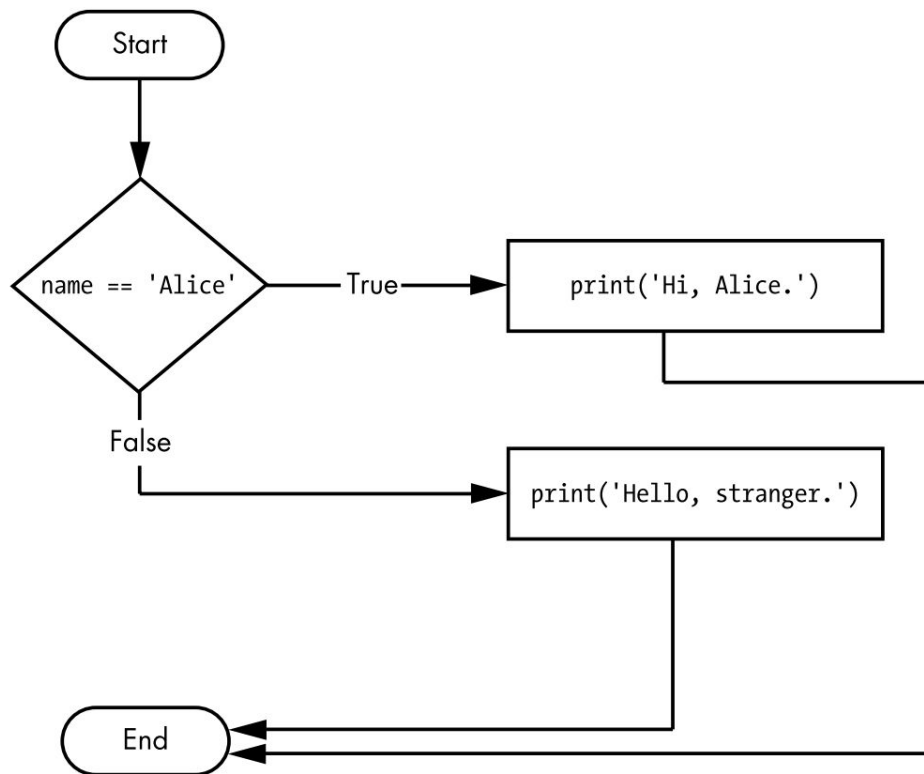 Start
name == 'Alice'
True
print('Hi, Alice.')
False
print('Hello, stranger.')
End